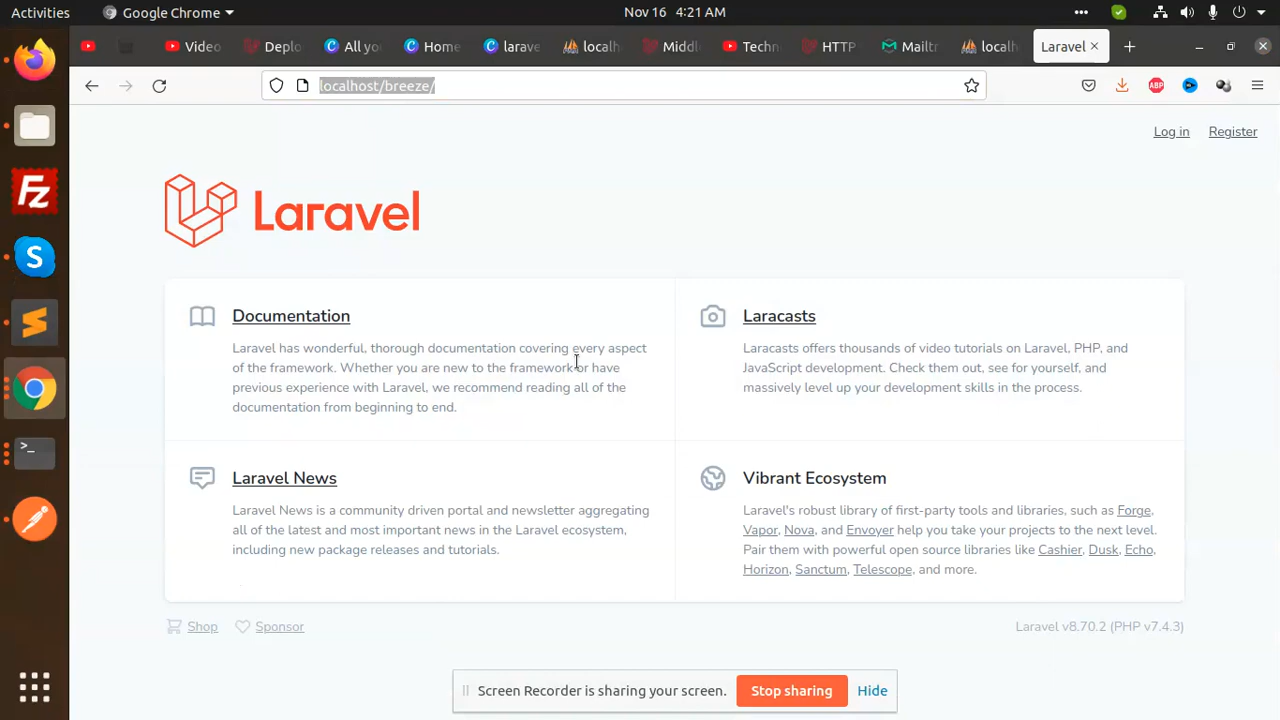 Activities
Google Chrome
Nov 16 4:21 AM
Video
Deplo
All yo
Home
larave
localh
Middl
Techn
HTTP
Mailtr
localh
Laravel
localhost/breeze/
ABP
Log in
Register
Laravel
Documentation
Laravel has wonderful, thorough documentation covering every aspect
of the framework. Whether you are new to the framework or have
previous experience with Laravel, we recommend reading all of the
documentation from beginning to end.
Laracasts
Laracasts offers thousands of video tutorials on Laravel, PHP, and
JavaScript development. Check them out, see for yourself, and
massively level up your development skills in the process.
Laravel News
Laravel News is a community driven portal and newsletter aggregating
all of the latest and most important news in the Laravel ecosystem,
including new package releases and tutorials.
Vibrant Ecosystem
Laravel's robust library of first-party tools and libraries, such as Forge,
Vapor, Nova, and Envoyer help you take your projects to the next level.
Pair them with powerful open source libraries like Cashier, Dusk, Echo,
Horizon, Sanctum, Telescope, and more.
Shop
Sponsor
Laravel v8.70.2 (PHP v7.4.3)
Screen Recorder is sharing your screen.
Stop sharing
Hide